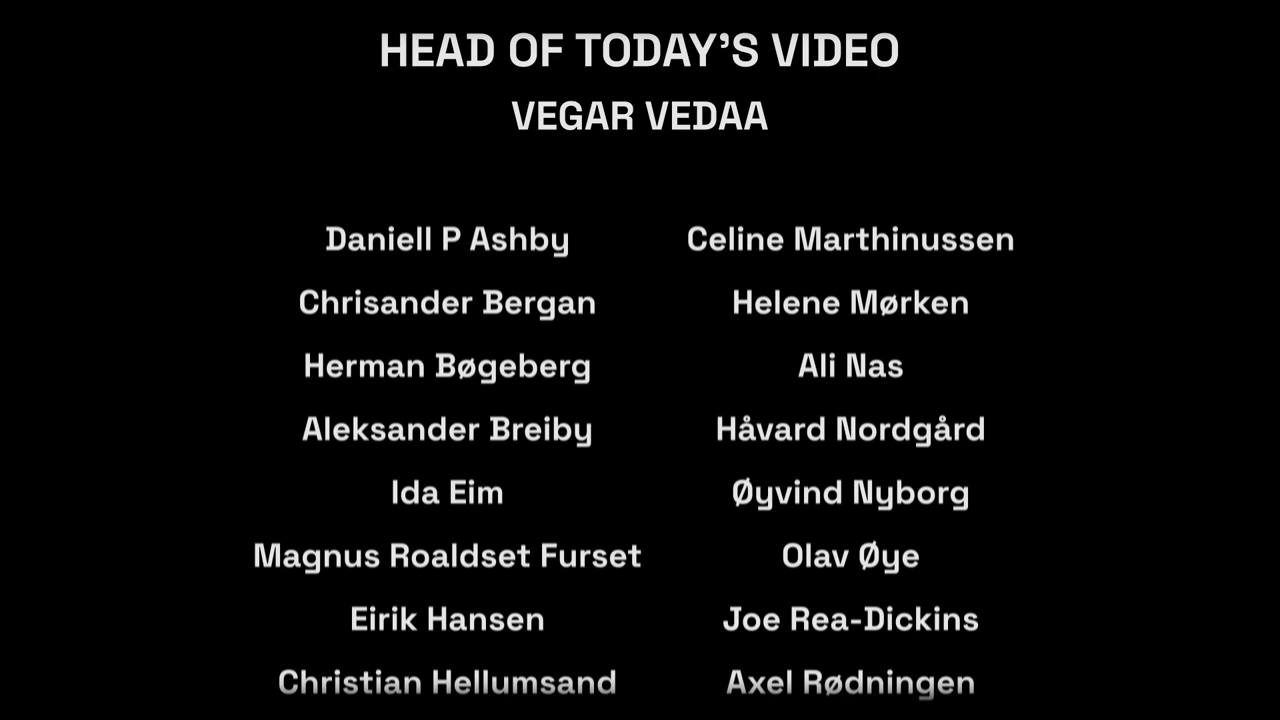 HEAD OF TODAY’S VIDEO
VEGAR VEDAA
Daniell P Ashby
Celine Marthinussen
Chrisander Bergan
Helene Mørken
Herman Bøgeberg
Ali Nas
Aleksander Breiby
Håvard Nordgård
Ida Eim
Øyvind Nyborg
Magnus Roaldset Furset
Olav Øye
Eirik Hansen
Joe Rea-Dickins
Christian Hellumsand
Axel Rødningen